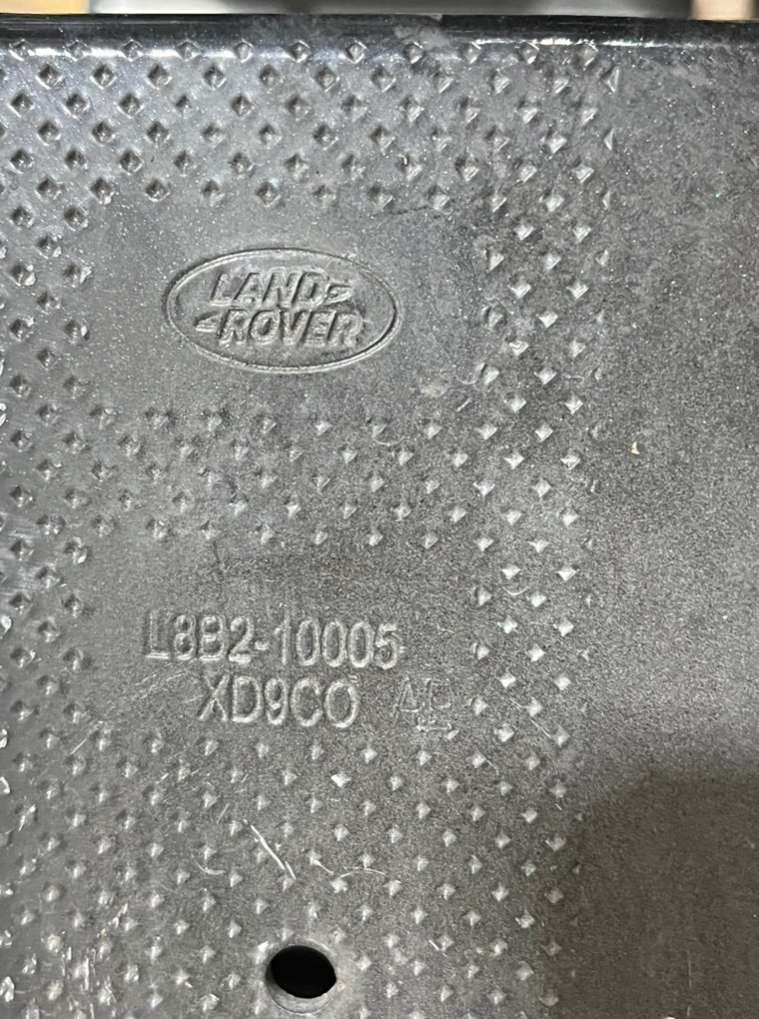 LAND
ROVER
L8B2-10005
XD9CO